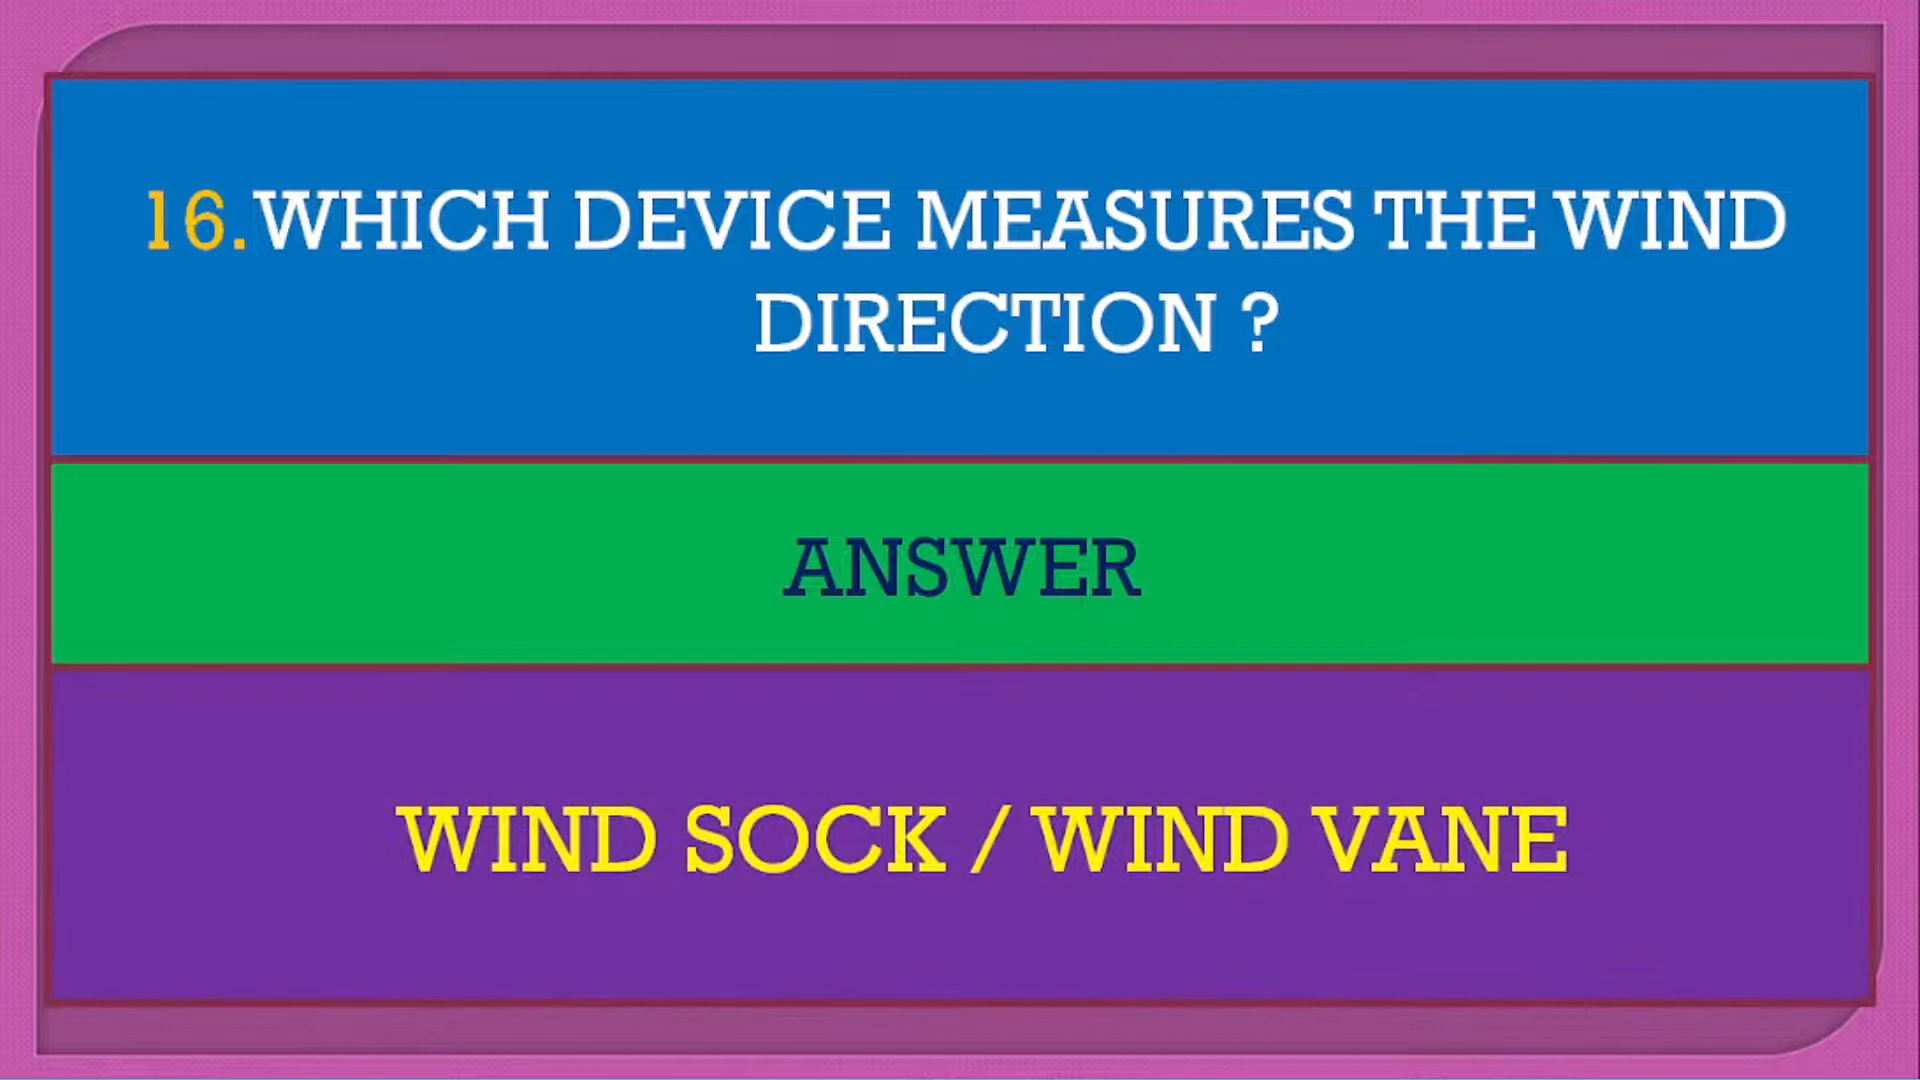 16.WHICH DEVICE MEASURES THE WIND
DIRECTION ?
ANSWER
WIND SOCK / WIND VANE